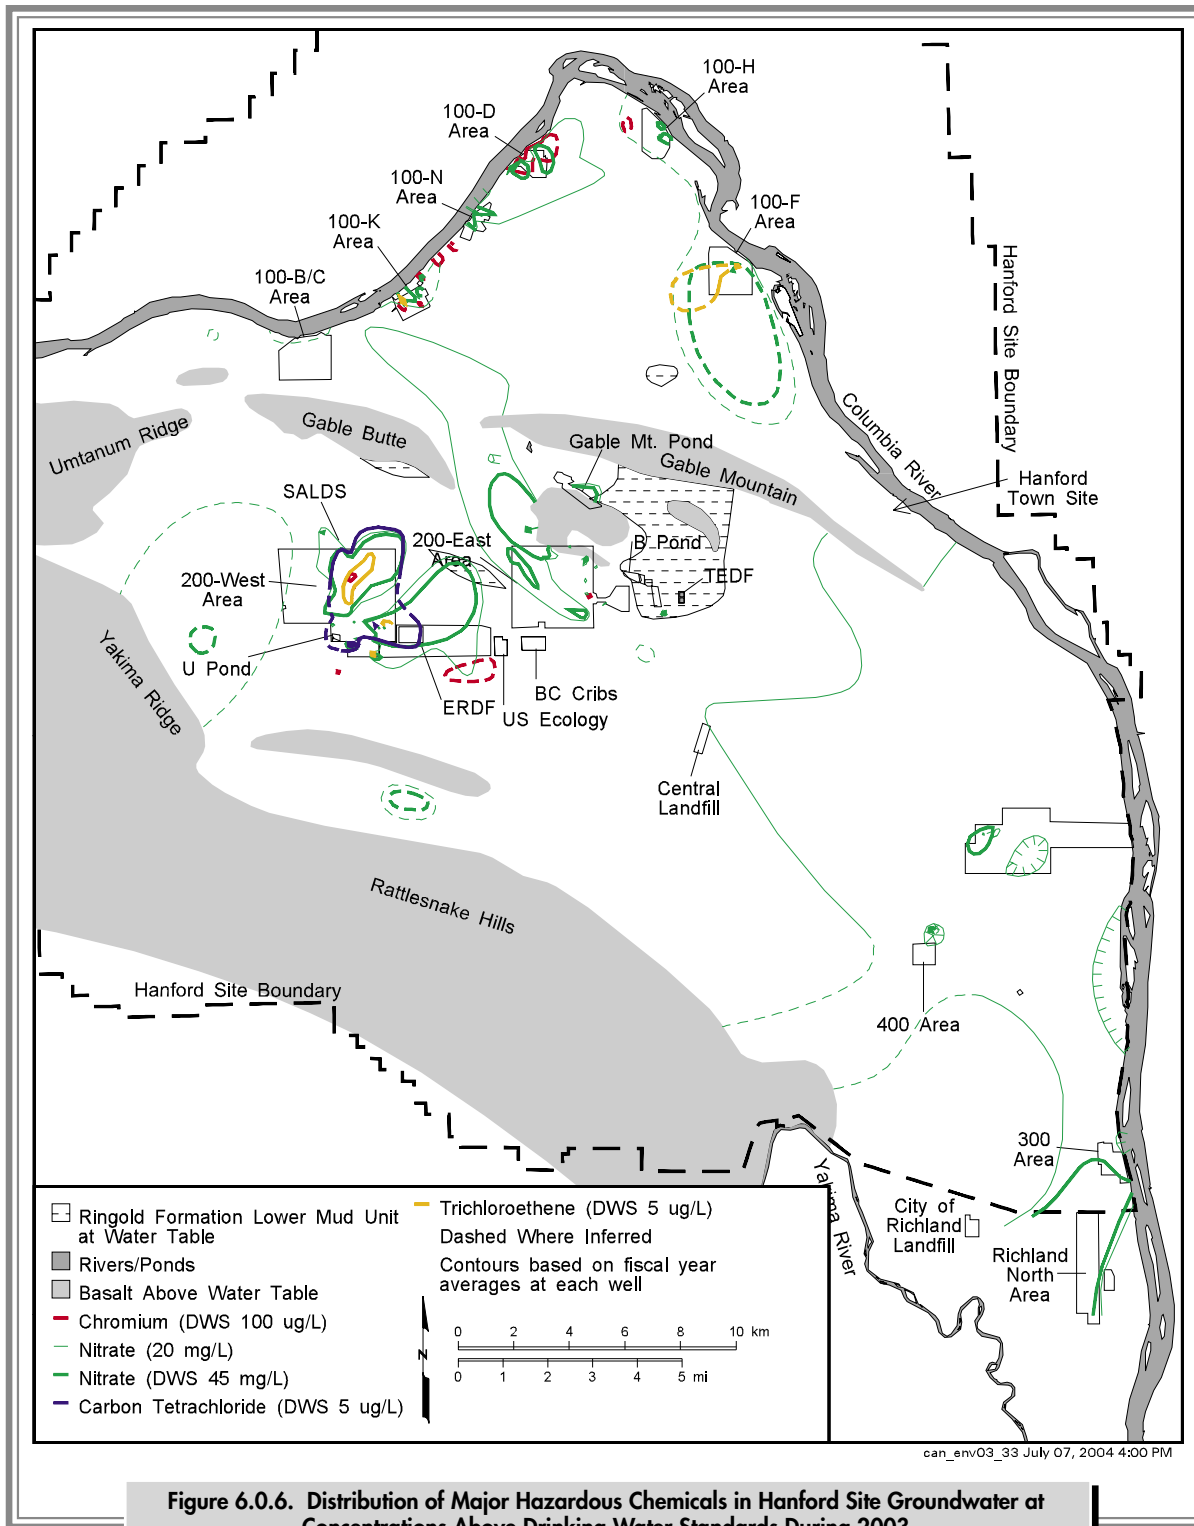 100-H
Area
100-D
Area
100-N
Area
100-F
Area
100-K
Area
100-B/C
Area
Hanford Site Boundary
Columbia River
Umtanum Ridge
Gable Butte
Gable Mt. Pond
Gable Mountain
Hanford
Town Site
SALDS
200-East
Area
B Pond
TEDF
200-West
Area
Yakima Ridge
U Pond
ERDF
BC Cribs
US Ecology
Central
Landfill
Rattlesnake Hills
Hanford Site Boundary
400 Area
300
Area
Yakima River
City of
Richland
Landfill
Richland
North
Area
Ringold Formation Lower Mud Unit
at Water Table
Rivers/Ponds
Basalt Above Water Table
Chromium (DWS 100 ug/L)
Nitrate (20 mg/L)
Nitrate (DWS 45 mg/L)
Carbon Tetrachloride (DWS 5 ug/L)
Trichloroethene (DWS 5 ug/L)
Dashed Where Inferred
Contours based on fiscal year
averages at each well
N
0 2 4 6 8 10 km
0 1 2 3 4 5 mi
can_env03_33 July 07, 2004 4:00 PM
Figure 6.0.6. Distribution of Major Hazardous Chemicals in Hanford Site Groundwater at
Concentrations Above Drinking Water Standards During 2003